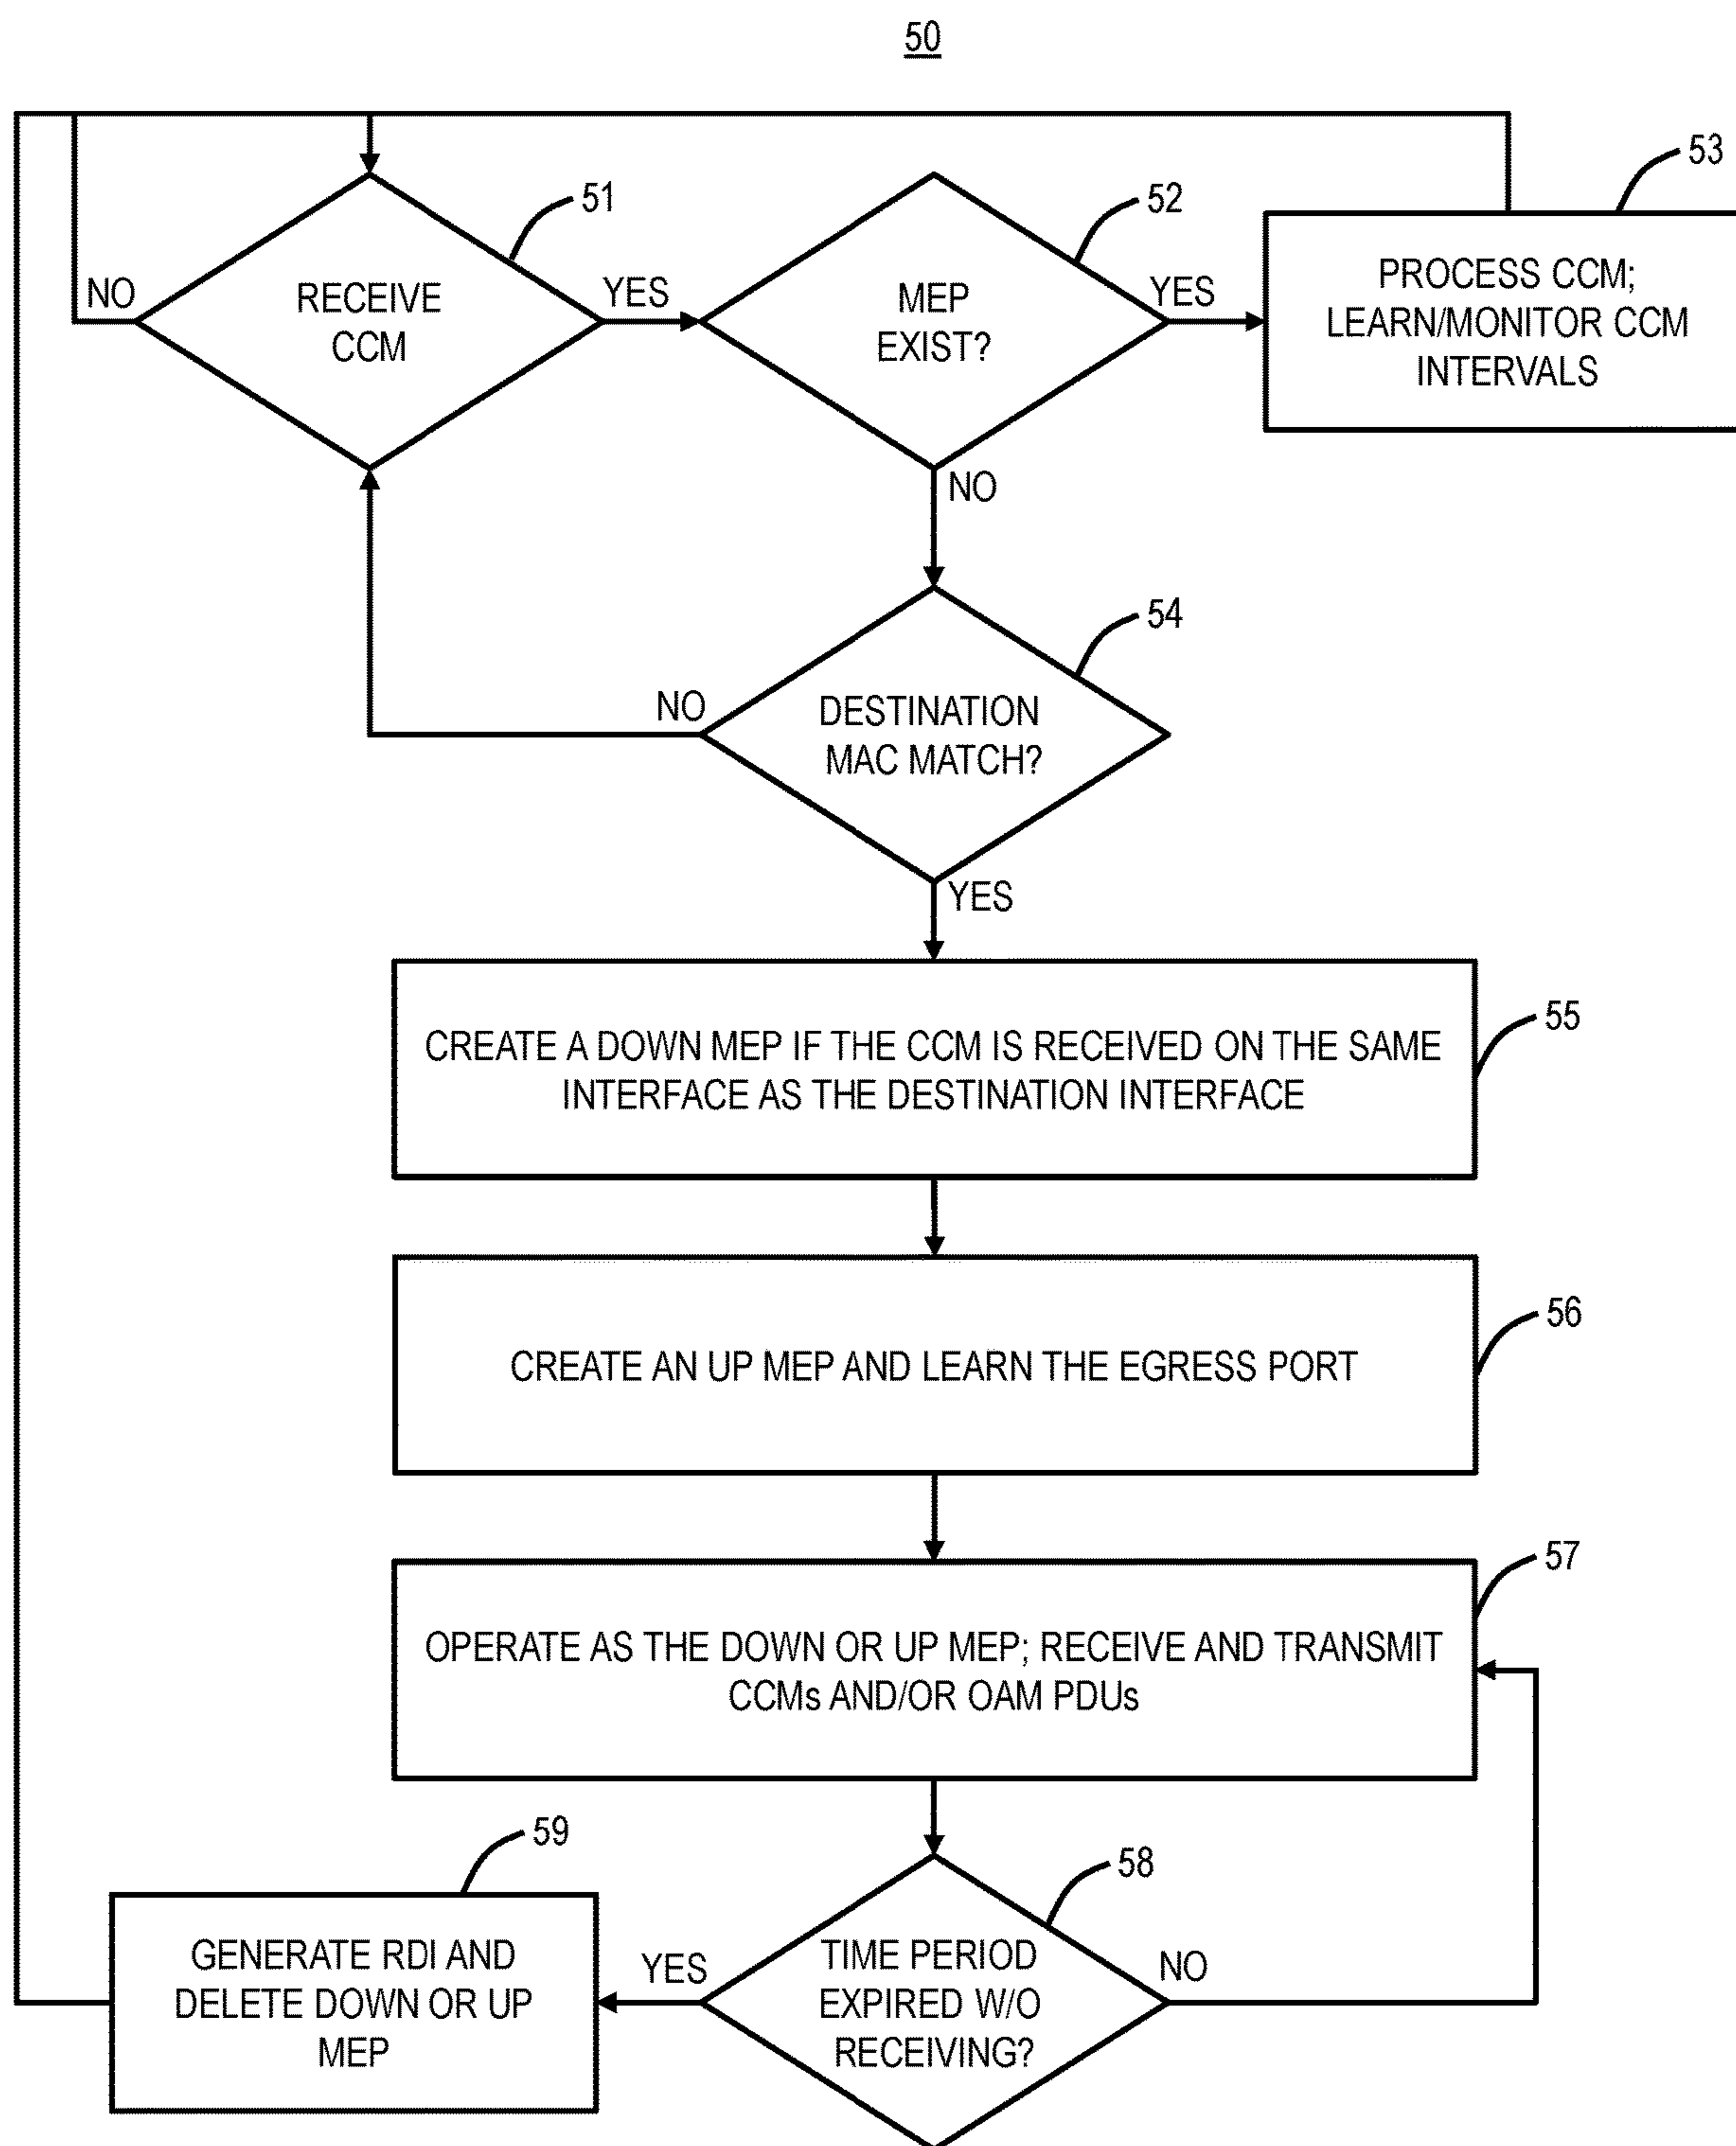 50
51
52
53
NO
RECEIVE
CCM
YES
MEP
EXIST?
YES
PROCESS CCM;
LEARN/MONITOR CCM
INTERVALS
NO
54
NO
DESTINATION
MAC MATCH?
YES
55
CREATE A DOWN MEP IF THE CCM IS RECEIVED ON THE SAME
INTERFACE AS THE DESTINATION INTERFACE
56
CREATE AN UP MEP AND LEARN THE EGRESS PORT
57
OPERATE AS THE DOWN OR UP MEP; RECEIVE AND TRANSMIT
CCMs AND/OR OAM PDUs
59
58
GENERATE RDI AND
DELETE DOWN OR UP
MEP
YES
TIME PERIOD
EXPIRED W/O
RECEIVING?
NO